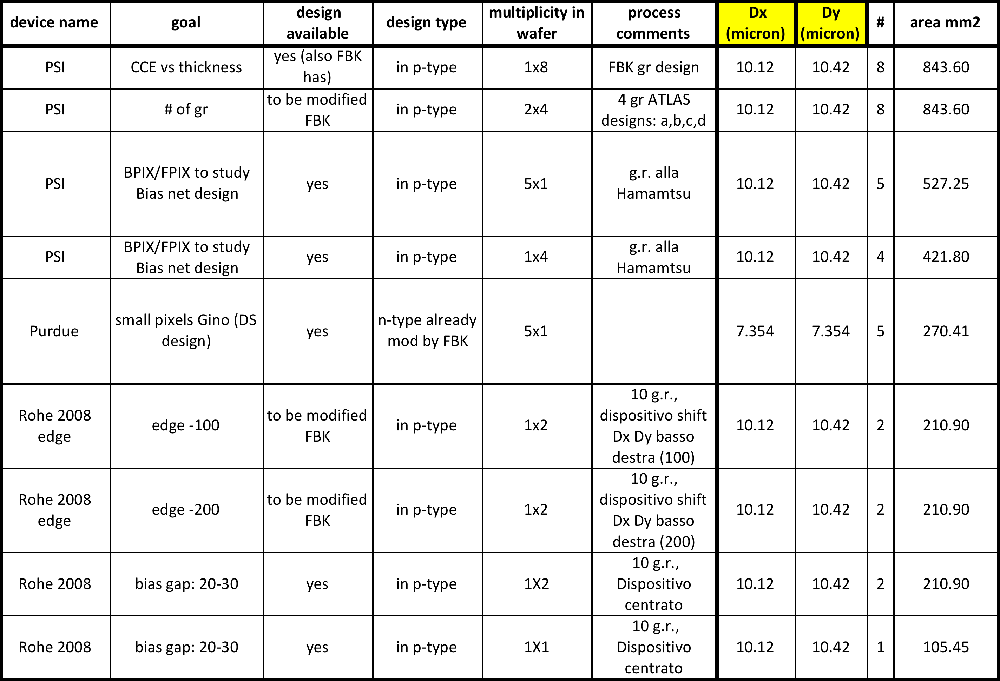 device name
goal
design
available
design type
multiplicity in
wafer
process
comments
Dx
(micron)
Dy
(micron)
#
area mm2
PSI
CCE vs thickness
yes (also FBK
has)
in p-type
1x8
FBK gr design
10.12
10.42
8
843.60
PSI
# of gr
to be modified
FBK
in p-type
2x4
4 gr ATLAS
designs: a,b,c,d
10.12
10.42
8
843.60
PSI
BPIX/FPIX to study
Bias net design
yes
in p-type
5x1
g.r. alla
Hamamtsu
10.12
10.42
5
527.25
PSI
BPIX/FPIX to study
Bias net design
yes
in p-type
1x4
g.r. alla
Hamamtsu
10.12
10.42
4
421.80
Purdue
small pixels Gino (DS
design)
yes
n-type already
mod by FBK
5x1
7.354
7.354
5
270.41
Rohe 2008
edge
edge -100
to be modified
FBK
in p-type
1x2
10 g.r.,
dispositivo shift
Dx Dy basso
destra (100)
10.12
10.42
2
210.90
Rohe 2008
edge
edge -200
to be modified
FBK
in p-type
1x2
10 g.r.,
dispositivo shift
Dx Dy basso
destra (200)
10.12
10.42
2
210.90
Rohe 2008
bias gap: 20-30
yes
in p-type
1X2
10 g.r.,
Dispositivo
centrato
10.12
10.42
2
210.90
Rohe 2008
bias gap: 20-30
yes
in p-type
1X1
10 g.r.,
Dispositivo
centrato
10.12
10.42
1
105.45